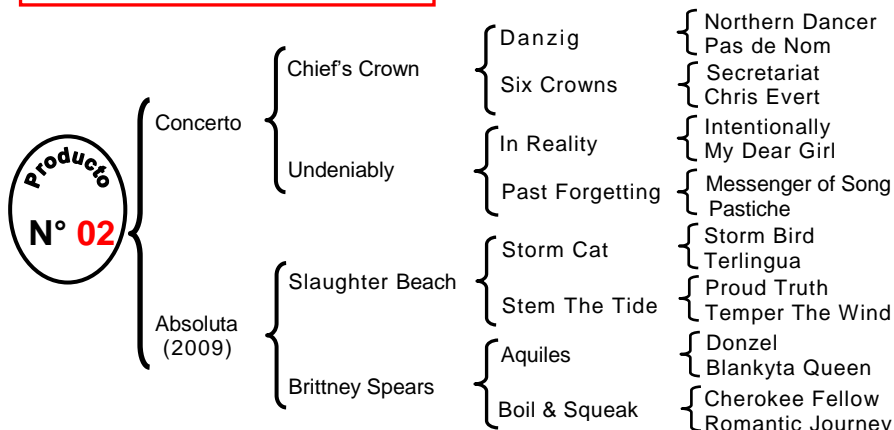 Producto
N° 02
Concerto
Absoluta
(2009)
Chief's Crown
Undeniably
Slaughter Beach
Brittney Spears
Danzig
Six Crowns
In Reality
Past Forgetting
Storm Cat
Stem The Tide
Aquiles
Boil & Squeak
Northern Dancer
Pas de Nom
Secretariat
Chris Evert
Intentionally
My Dear Girl
Messenger of Song
Pastiche
Storm Bird
Terlingua
Proud Truth
Temper The Wind
Donzel
Blankyta Queen
Cherokee Fellow
Romantic Journey